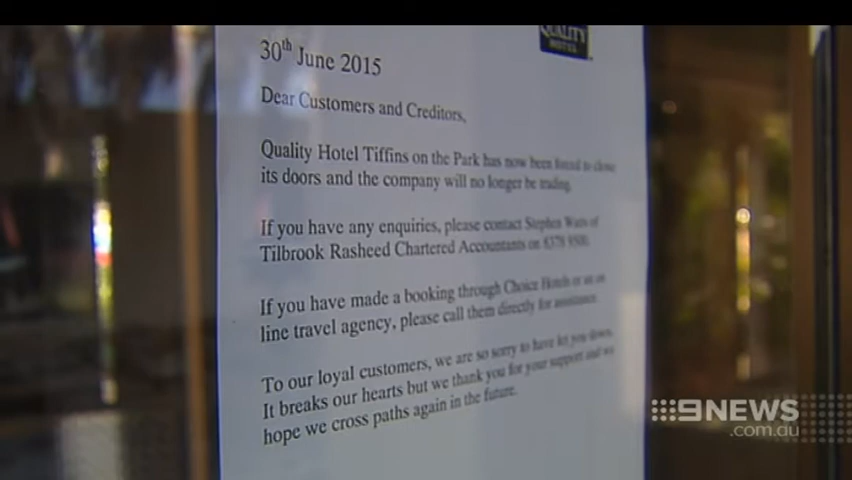 QUALITY
HOTEL
30th June 2015
Dear Customers and Creditors,
Quality Hotel Tiffins on the Park has now been forced to close
its doors and the company will no longer be trading.
If you have any enquiries, please contact Stephen Watts of
Tilbrook Rasheed Chartered Accountants on
If you have made a booking through Choice Hotels or an on
line travel agency, please call them directly for assistance.
To our loyal customers, we are so sorry to have let you down.
It breaks our hearts but we thank you for your support and we
hope we cross paths again in the future.
9NEWS
.com.au